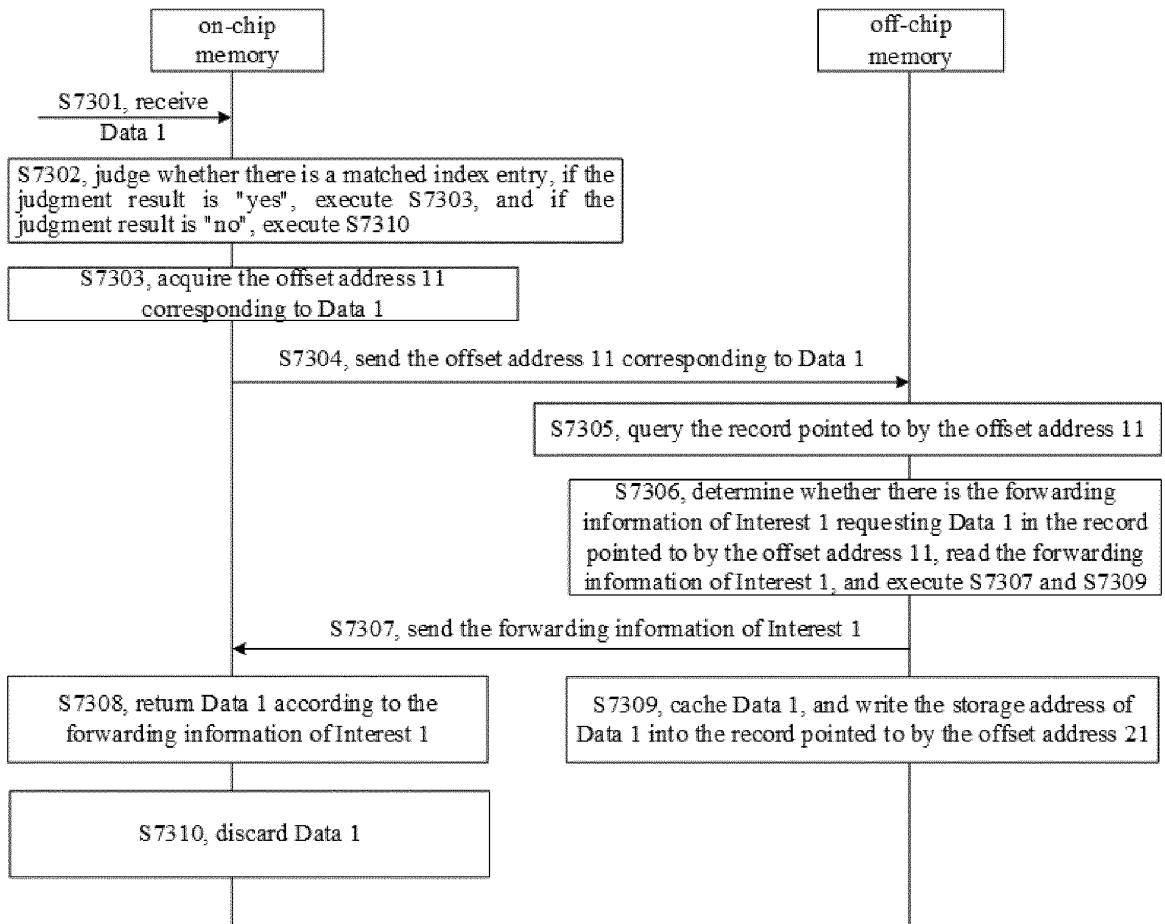 on-chip
memory
off-chip
memory
S7301, receive
Data 1
S7302, judge whether there is a matched index entry, if the
judgment result is "yes", execute S7303, and if the
judgment result is "no", execute S7310
S7303, acquire the offset address 11
corresponding to Data 1
S7304, send the offset address 11 corresponding to Data 1
S7305, query the record pointed to by the offset address 11
S7306, determine whether there is the forwarding
information of Interest 1 requesting Data 1 in the record
pointed to by the offset address 11, read the forwarding
information of Interest 1, and execute S7307 and S7309
S7307, send the forwarding information of Interest 1
S7308, return Data 1 according to the
forwarding information of Interest 1
S7309, cache Data 1, and write the storage address of
Data 1 into the record pointed to by the offset address 21
S7310, discard Data 1